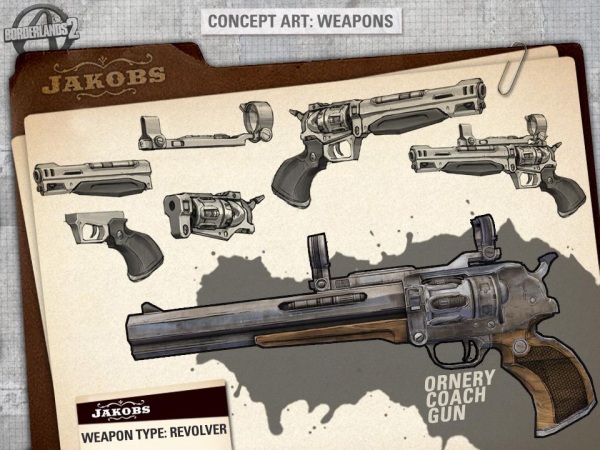 BORDERLANDS 2
CONCEPT ART: WEAPONS
JAKOBS
ORNERY
COACH
GUN
JAKOBS
WEAPON TYPE: REVOLVER